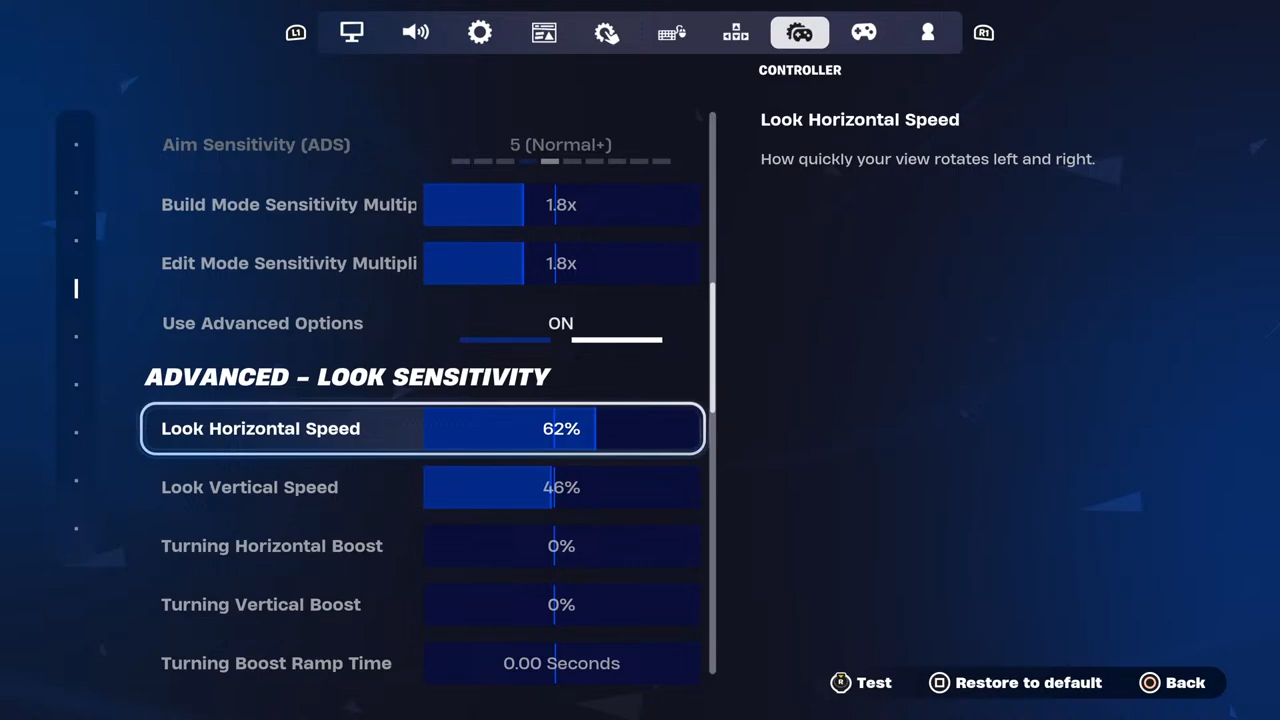 L1
R1
CONTROLLER
Look Horizontal Speed
How quickly your view rotates left and right.
Aim Sensitivity (ADS) 5 (Normal+)
Build Mode Sensitivity Multip 1.8x
Edit Mode Sensitivity Multipli 1.8x
Use Advanced Options ON
ADVANCED - LOOK SENSITIVITY
Look Horizontal Speed 62%
Look Vertical Speed 46%
Turning Horizontal Boost 0%
Turning Vertical Boost 0%
Turning Boost Ramp Time 0.00 Seconds
R Test Restore to default Back